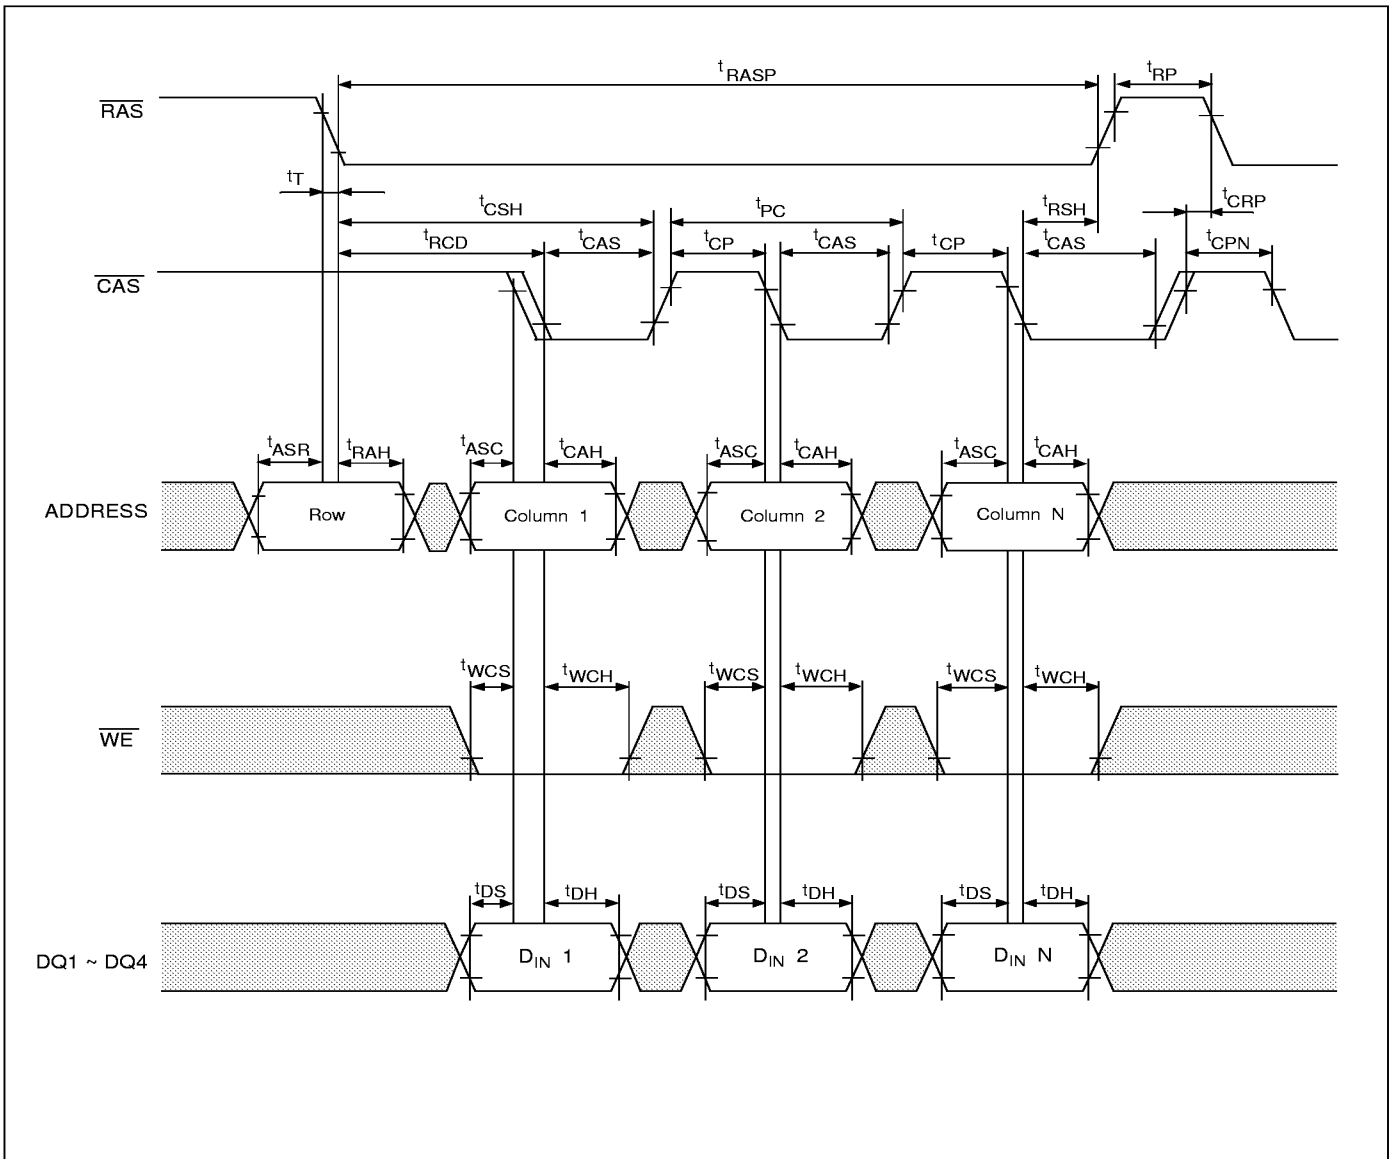 tRASP tRP
RAS
tT
tCSH tPC tRSH tCRP
tRCD tCAS tCP tCAS tCP tCAS tCPN
CAS
tASR tRAH tASC tCAH tASC tCAH tASC tCAH
ADDRESS Row Column 1 Column 2 Column N
tWCS tWCH tWCS tWCH tWCS tWCH
WE
tDS tDH tDS tDH tDS tDH
DQ1 ~ DQ4 DIN 1 DIN 2 DIN N